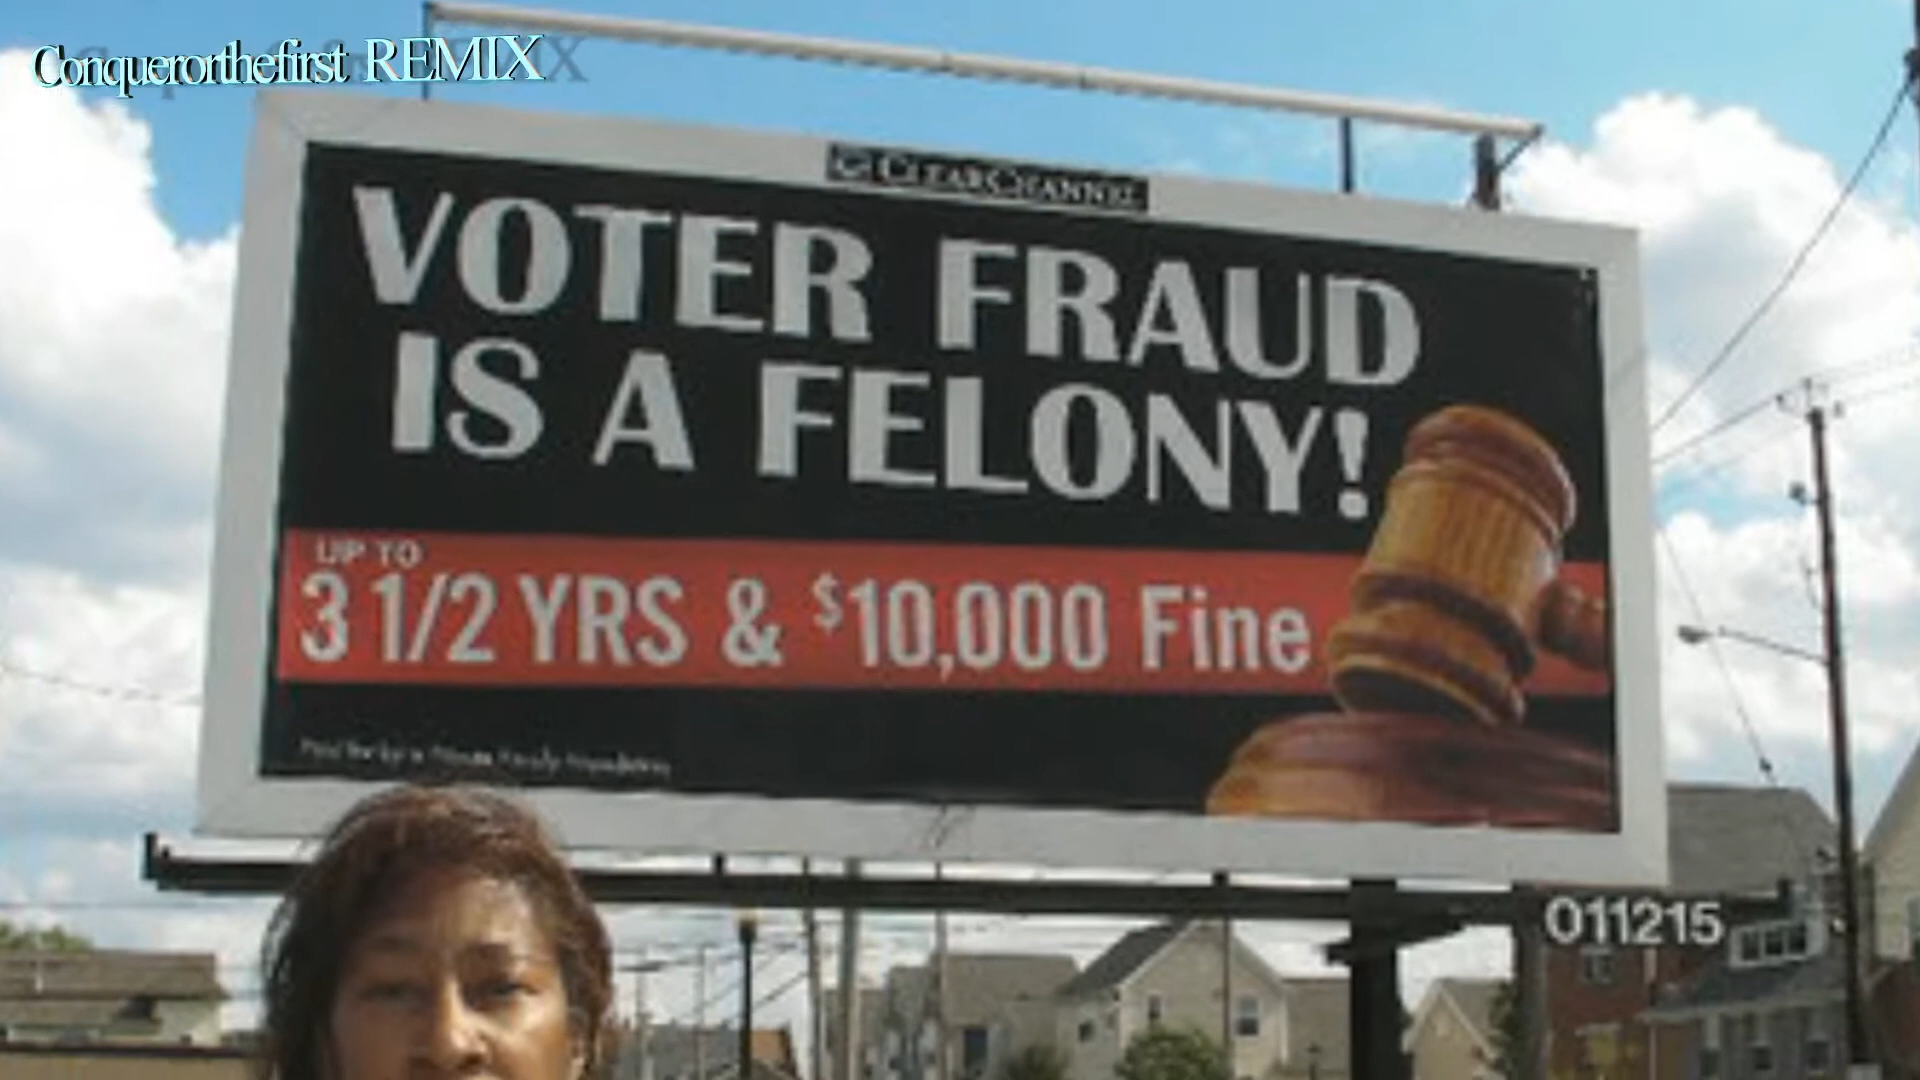 Conquerorthefirst REMIX
CLEARCHANNEL
VOTER FRAUD
IS A FELONY!
UP TO
3 1/2 YRS & $10,000 Fine
011215